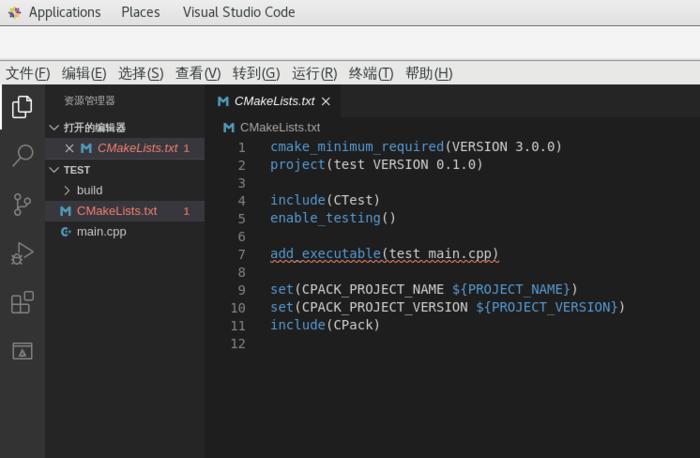 Applications Places Visual Studio Code
文件(F) 编辑(E) 选择(S) 查看(V) 转到(G) 运行(R) 终端(T) 帮助(H)
资源管理器
打开的编辑器
CMakeLists.txt 1
TEST
build
CMakeLists.txt 1
main.cpp
CMakeLists.txt
CMakeLists.txt
1 cmake_minimum_required(VERSION 3.0.0)
2 project(test VERSION 0.1.0)
3
4 include(CTest)
5 enable_testing()
6
7 add_executable(test main.cpp)
8
9 set(CPACK_PROJECT_NAME ${PROJECT_NAME})
10 set(CPACK_PROJECT_VERSION ${PROJECT_VERSION})
11 include(CPack)
12